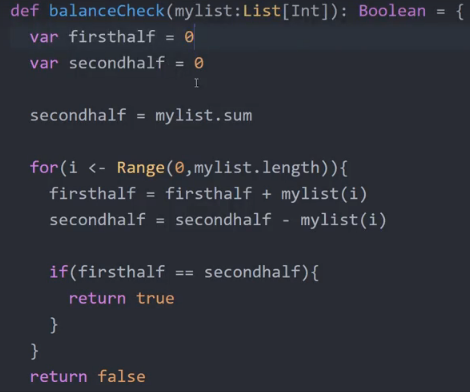 def balanceCheck(mylist:List[Int]): Boolean = {
var firsthalf = 0
var secondhalf = 0
secondhalf = mylist.sum
for(i <- Range(0,mylist.length)){
firsthalf = firsthalf + mylist(i)
secondhalf = secondhalf - mylist(i)
if(firsthalf == secondhalf){
return true
}
}
return false